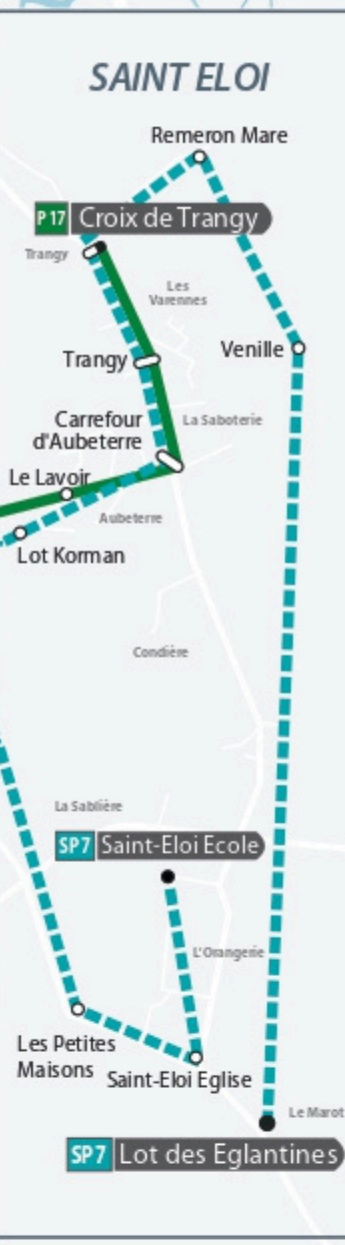 SAINT ELOI
Remeron Mare
P 17 Croix de Trangy
Trangy
Les
Varennes
Venille
Trangy
Carrefour
d'Aubeterre
La Saboterie
Le Lavoir
Aubeterre
Lot Korman
Condière
La Sablière
SP7 Saint-Eloi Ecole
L'Orangerie
Les Petites
Maisons
Saint-Eloi Eglise
Le Marot
SP7 Lot des Eglantines